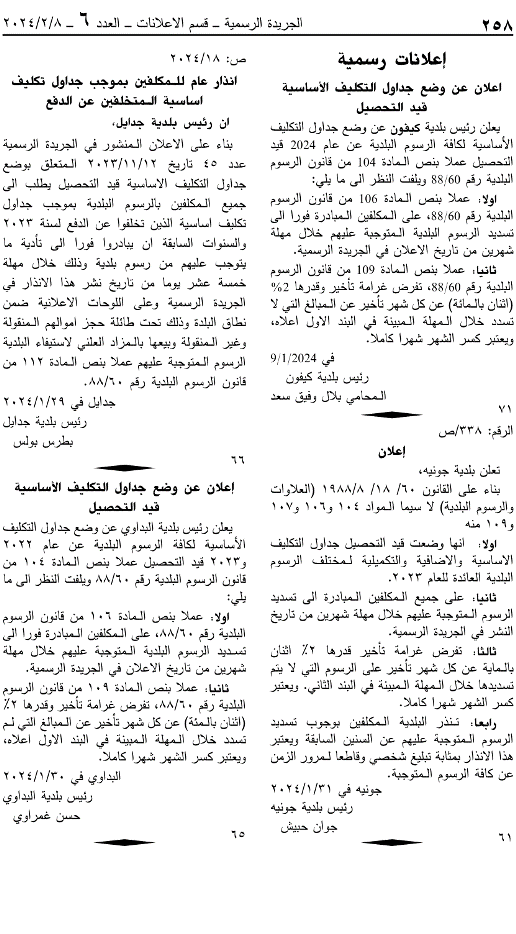 ٢٥٨
الجريدة الرسمية ــ قسم الاعلانات ــ العدد ٦ ــ ٢٠٢٤/٢/٨
إعلانات رسمية
اعلان عن وضع جداول التكليف الأساسية
قيد التحصيل
يعلن رئيس بلدية كيفون عن وضع جداول التكليف
الأساسية لكافة الرسوم البلدية عن عام 2024 قيد
التحصيل عملا بنص المادة 104 من قانون الرسوم
البلدية رقم 88/60 ويلفت النظر الى ما يلي:
اولا: عملا بنص المادة 106 من قانون الرسوم
البلدية رقم 88/60، على المكلفين المبادرة فورا الى
تسديد الرسوم البلدية المتوجبة عليهم خلال مهلة
شهرين من تاريخ الاعلان في الجريدة الرسمية.
ثانيا: عملا بنص المادة 109 من قانون الرسوم
البلدية رقم 88/60، تفرض غرامة تأخير وقدرها 2%
(اثنان بالمائة) عن كل شهر تأخير عن المبالغ التي لا
تسدد خلال المهلة المبينة في البند الاول اعلاه،
ويعتبر كسر الشهر شهرا كاملا.
في 9/1/2024
رئيس بلدية كيفون
المحامي بلال وفيق سعد
٧١
الرقم: ٣٣٨/ص
إعلان
تعلن بلدية جونيه،
بناء على القانون ٦٠/ ١٨/ ١٩٨٨/٨ (العلاوات
والرسوم البلدية) لا سيما المواد ١٠٤ و١٠٦ و١٠٧
و١٠٩ منه
اولا: انها وضعت قيد التحصيل جداول التكليف
الاساسية والاضافية والتكميلية لمختلف الرسوم
البلدية العائدة للعام ٢٠٢٣.
ثانيا: على جميع المكلفين المبادرة الى تسديد
الرسوم المتوجبة عليهم خلال مهلة شهرين من تاريخ
النشر في الجريدة الرسمية.
ثالثا: تفرض غرامة تأخير قدرها ٢٪ اثنان
بالماية عن كل شهر تأخير على الرسوم التي لا يتم
تسديدها خلال المهلة المبينة في البند الثاني. ويعتبر
كسر الشهر شهرا كاملا.
رابعا: تنذر البلدية المكلفين بوجوب تسديد
الرسوم المتوجبة عليهم عن السنين السابقة ويعتبر
هذا الانذار بمثابة تبليغ شخصي وقاطعا لمرور الزمن
عن كافة الرسوم المتوجبة.
جونيه في ٢٠٢٤/١/٣١
رئيس بلدية جونيه
جوان حبيش
٦١
ص: ٢٠٢٤/١٨
انذار عام للمكلفين بموجب جداول تكليف
اساسية المتخلفين عن الدفع
ان رئيس بلدية جدايل،
بناء على الاعلان المنشور في الجريدة الرسمية
عدد ٤٥ تاريخ ٢٠٢٣/١١/١٢ المتعلق بوضع
جداول التكليف الاساسية قيد التحصيل يطلب الى
جميع المكلفين بالرسوم البلدية بموجب جداول
تكليف اساسية الذين تخلفوا عن الدفع لسنة ٢٠٢٣
والسنوات السابقة ان يبادروا فورا الى تأدية ما
يتوجب عليهم من رسوم بلدية وذلك خلال مهلة
خمسة عشر يوما من تاريخ نشر هذا الانذار في
الجريدة الرسمية وعلى اللوحات الاعلانية ضمن
نطاق البلدة وذلك تحت طائلة حجز اموالهم المنقولة
وغير المنقولة وبيعها بالمزاد العلني لاستيفاء البلدية
الرسوم المتوجبة عليهم عملا بنص المادة ١١٢ من
قانون الرسوم البلدية رقم ٨٨/٦٠.
جدايل في ٢٠٢٤/١/٢٩
رئيس بلدية جدايل
بطرس بولس
٦٦
إعلان عن وضع جداول التكليف الأساسية
قيد التحصيل
يعلن رئيس بلدية البداوي عن وضع جداول التكليف
الأساسية لكافة الرسوم البلدية عن عام ٢٠٢٢
و٢٠٢٣ قيد التحصيل عملا بنص المادة ١٠٤ من
قانون الرسوم البلدية رقم ٨٨/٦٠ ويلفت النظر الى ما
يلي:
اولا: عملا بنص المادة ١٠٦ من قانون الرسوم
البلدية رقم ٨٨/٦٠، على المكلفين المبادرة فورا الى
تسديد الرسوم البلدية المتوجبة عليهم خلال مهلة
شهرين من تاريخ الاعلان في الجريدة الرسمية.
ثانيا: عملا بنص المادة ١٠٩ من قانون الرسوم
البلدية رقم ٨٨/٦٠، تفرض غرامة تأخير وقدرها ٢٪
(اثنان بالمئة) عن كل شهر تأخير عن المبالغ التي لم
تسدد خلال المهلة المبينة في البند الاول اعلاه،
ويعتبر كسر الشهر شهرا كاملا.
البداوي في ٢٠٢٤/١/٣٠
رئيس بلدية البداوي
حسن غمراوي
٦٥